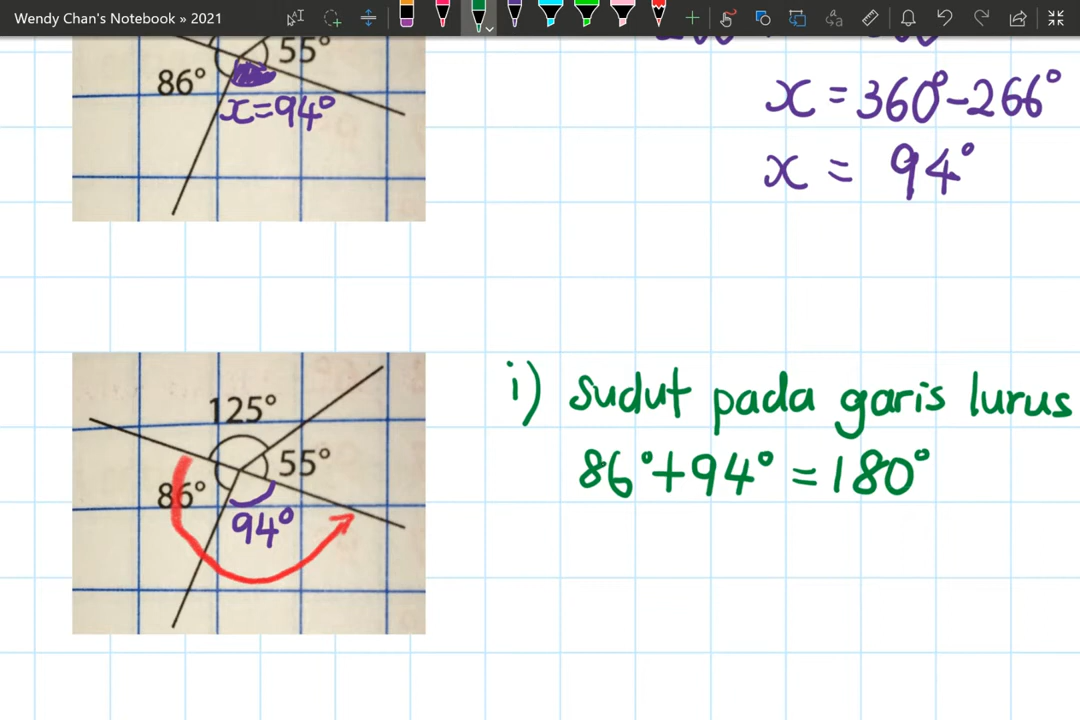 Wendy Chan's Notebook » 2021
55°
86°
x=94°
x = 360°-266°
x = 94°
125°
55°
86°
94°
i) Sudut pada garis lurus
86°+94° = 180°